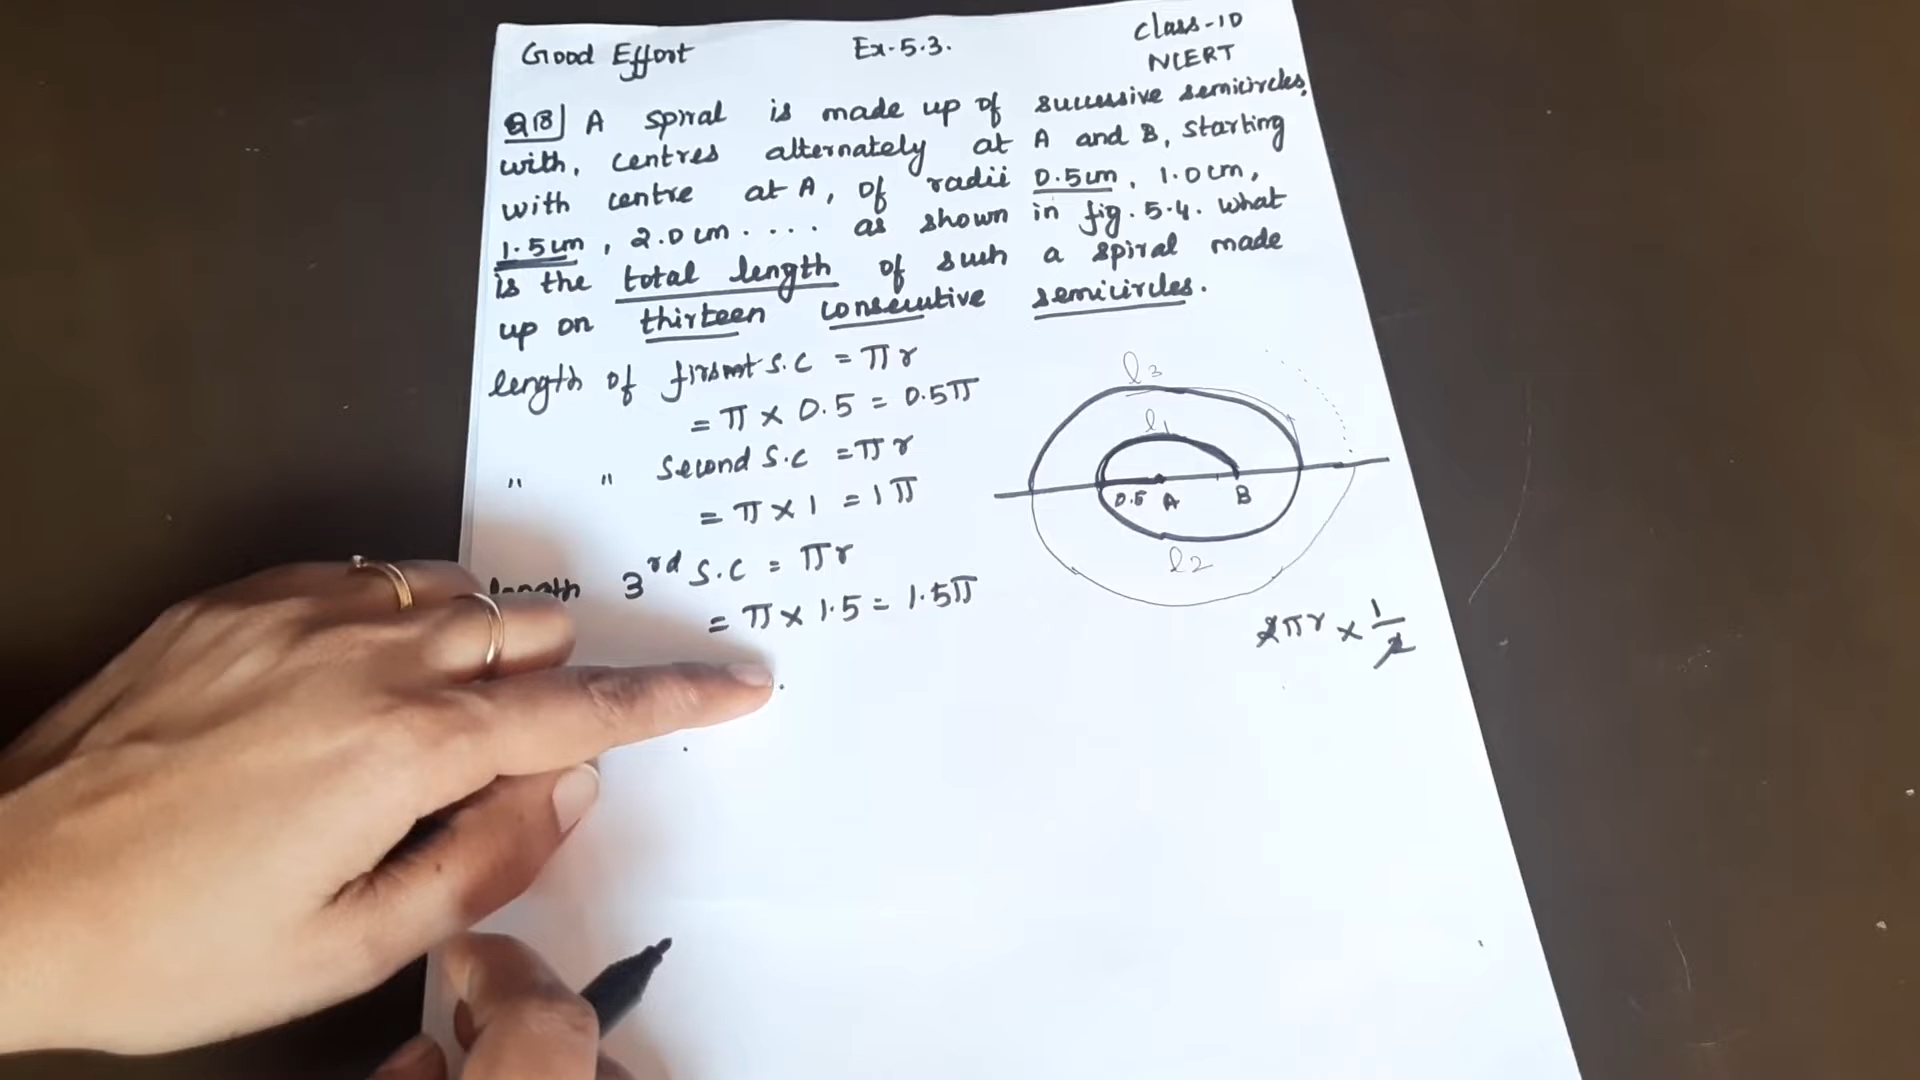 Good Effort Ex-5.3. Class-10
NCERT
Q18] A spiral is made up of successive semicircles,
with, centres alternately at A and B, starting
with centre at A, of radii 0.5cm, 1.0cm,
1.5cm, 2.0cm.... as shown in fig. 5.4. what
is the total length of such a spiral made
up on thirteen consecutive semicircles.
length of S.C = πr
= π × 0.5 = 0.5π
" " Second S.C = πr
= π × 1 = 1π
length 3rd S.C = πr
= π × 1.5 = 1.5π
l3
l1
0.5 A B
l2
2πr × 1/2